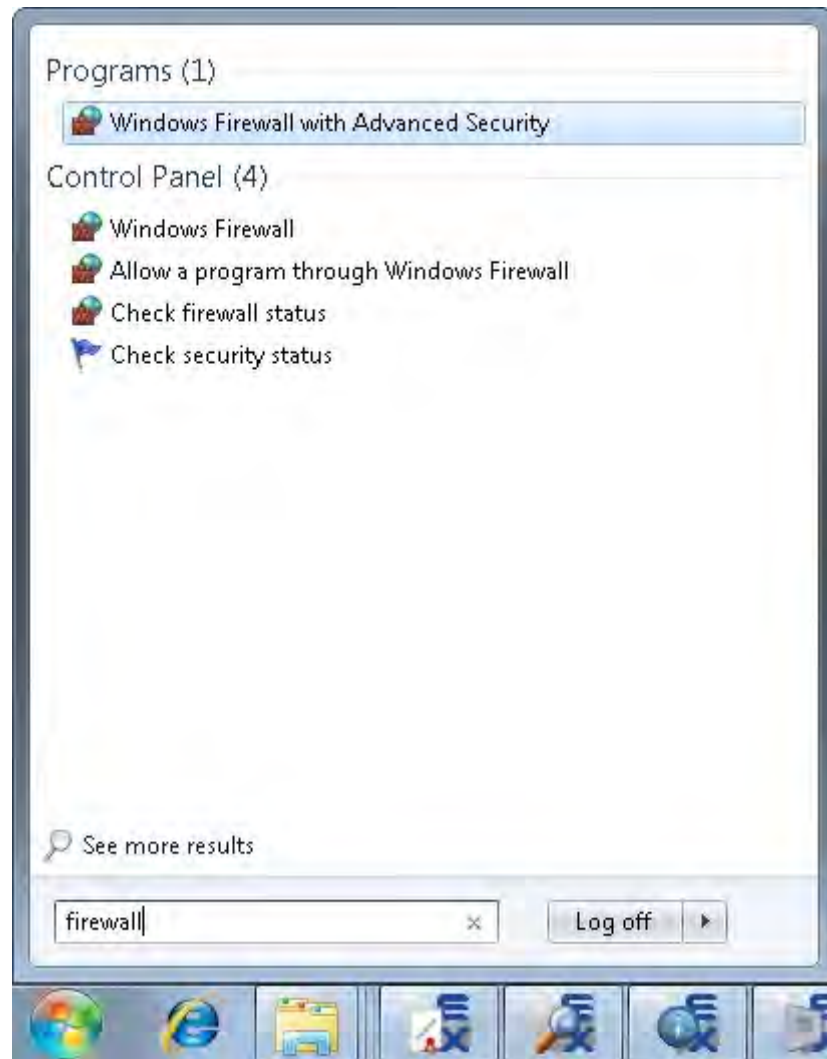 Programs (1)
Windows Firewall with Advanced Security
Control Panel (4)
Windows Firewall
Allow a program through Windows Firewall
Check firewall status
Check security status
See more results
firewall
Log off